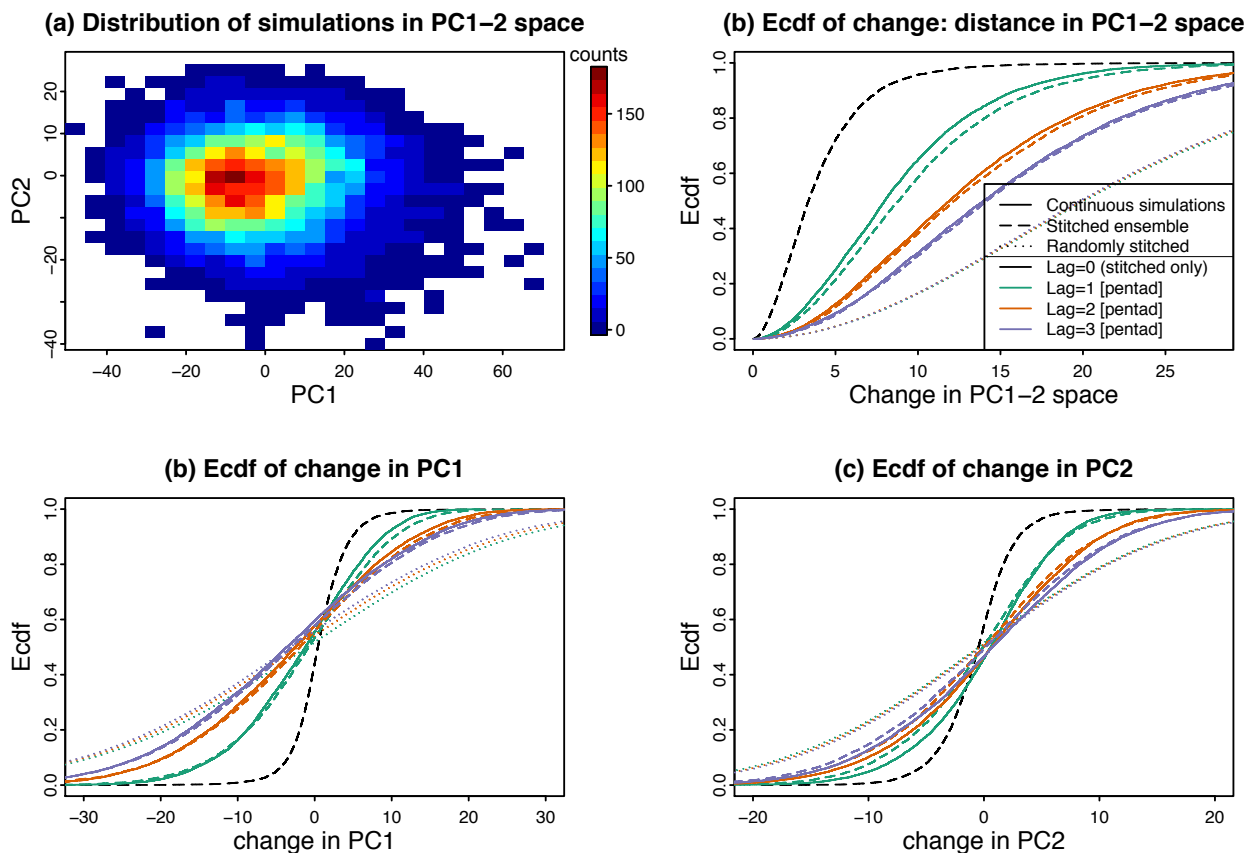 (a) Distribution of simulations in PC1−2 space
counts
20
10
0
−20
−40
PC2
−40
−20
0
20
40
60
PC1
150
100
50
0
(b) Ecdf of change: distance in PC1−2 space
1.0
0.8
0.6
0.4
0.2
0.0
Ecdf
0
5
10
15
20
25
Change in PC1−2 space
Continuous simulations
Stitched ensemble
Randomly stitched
Lag=0 (stitched only)
Lag=1 [pentad]
Lag=2 [pentad]
Lag=3 [pentad]
(b) Ecdf of change in PC1
1.0
0.8
0.6
0.4
0.2
0.0
Ecdf
−30
−20
−10
0
10
20
30
change in PC1
(c) Ecdf of change in PC2
1.0
0.8
0.6
0.4
0.2
0.0
Ecdf
−20
−10
0
10
20
change in PC2